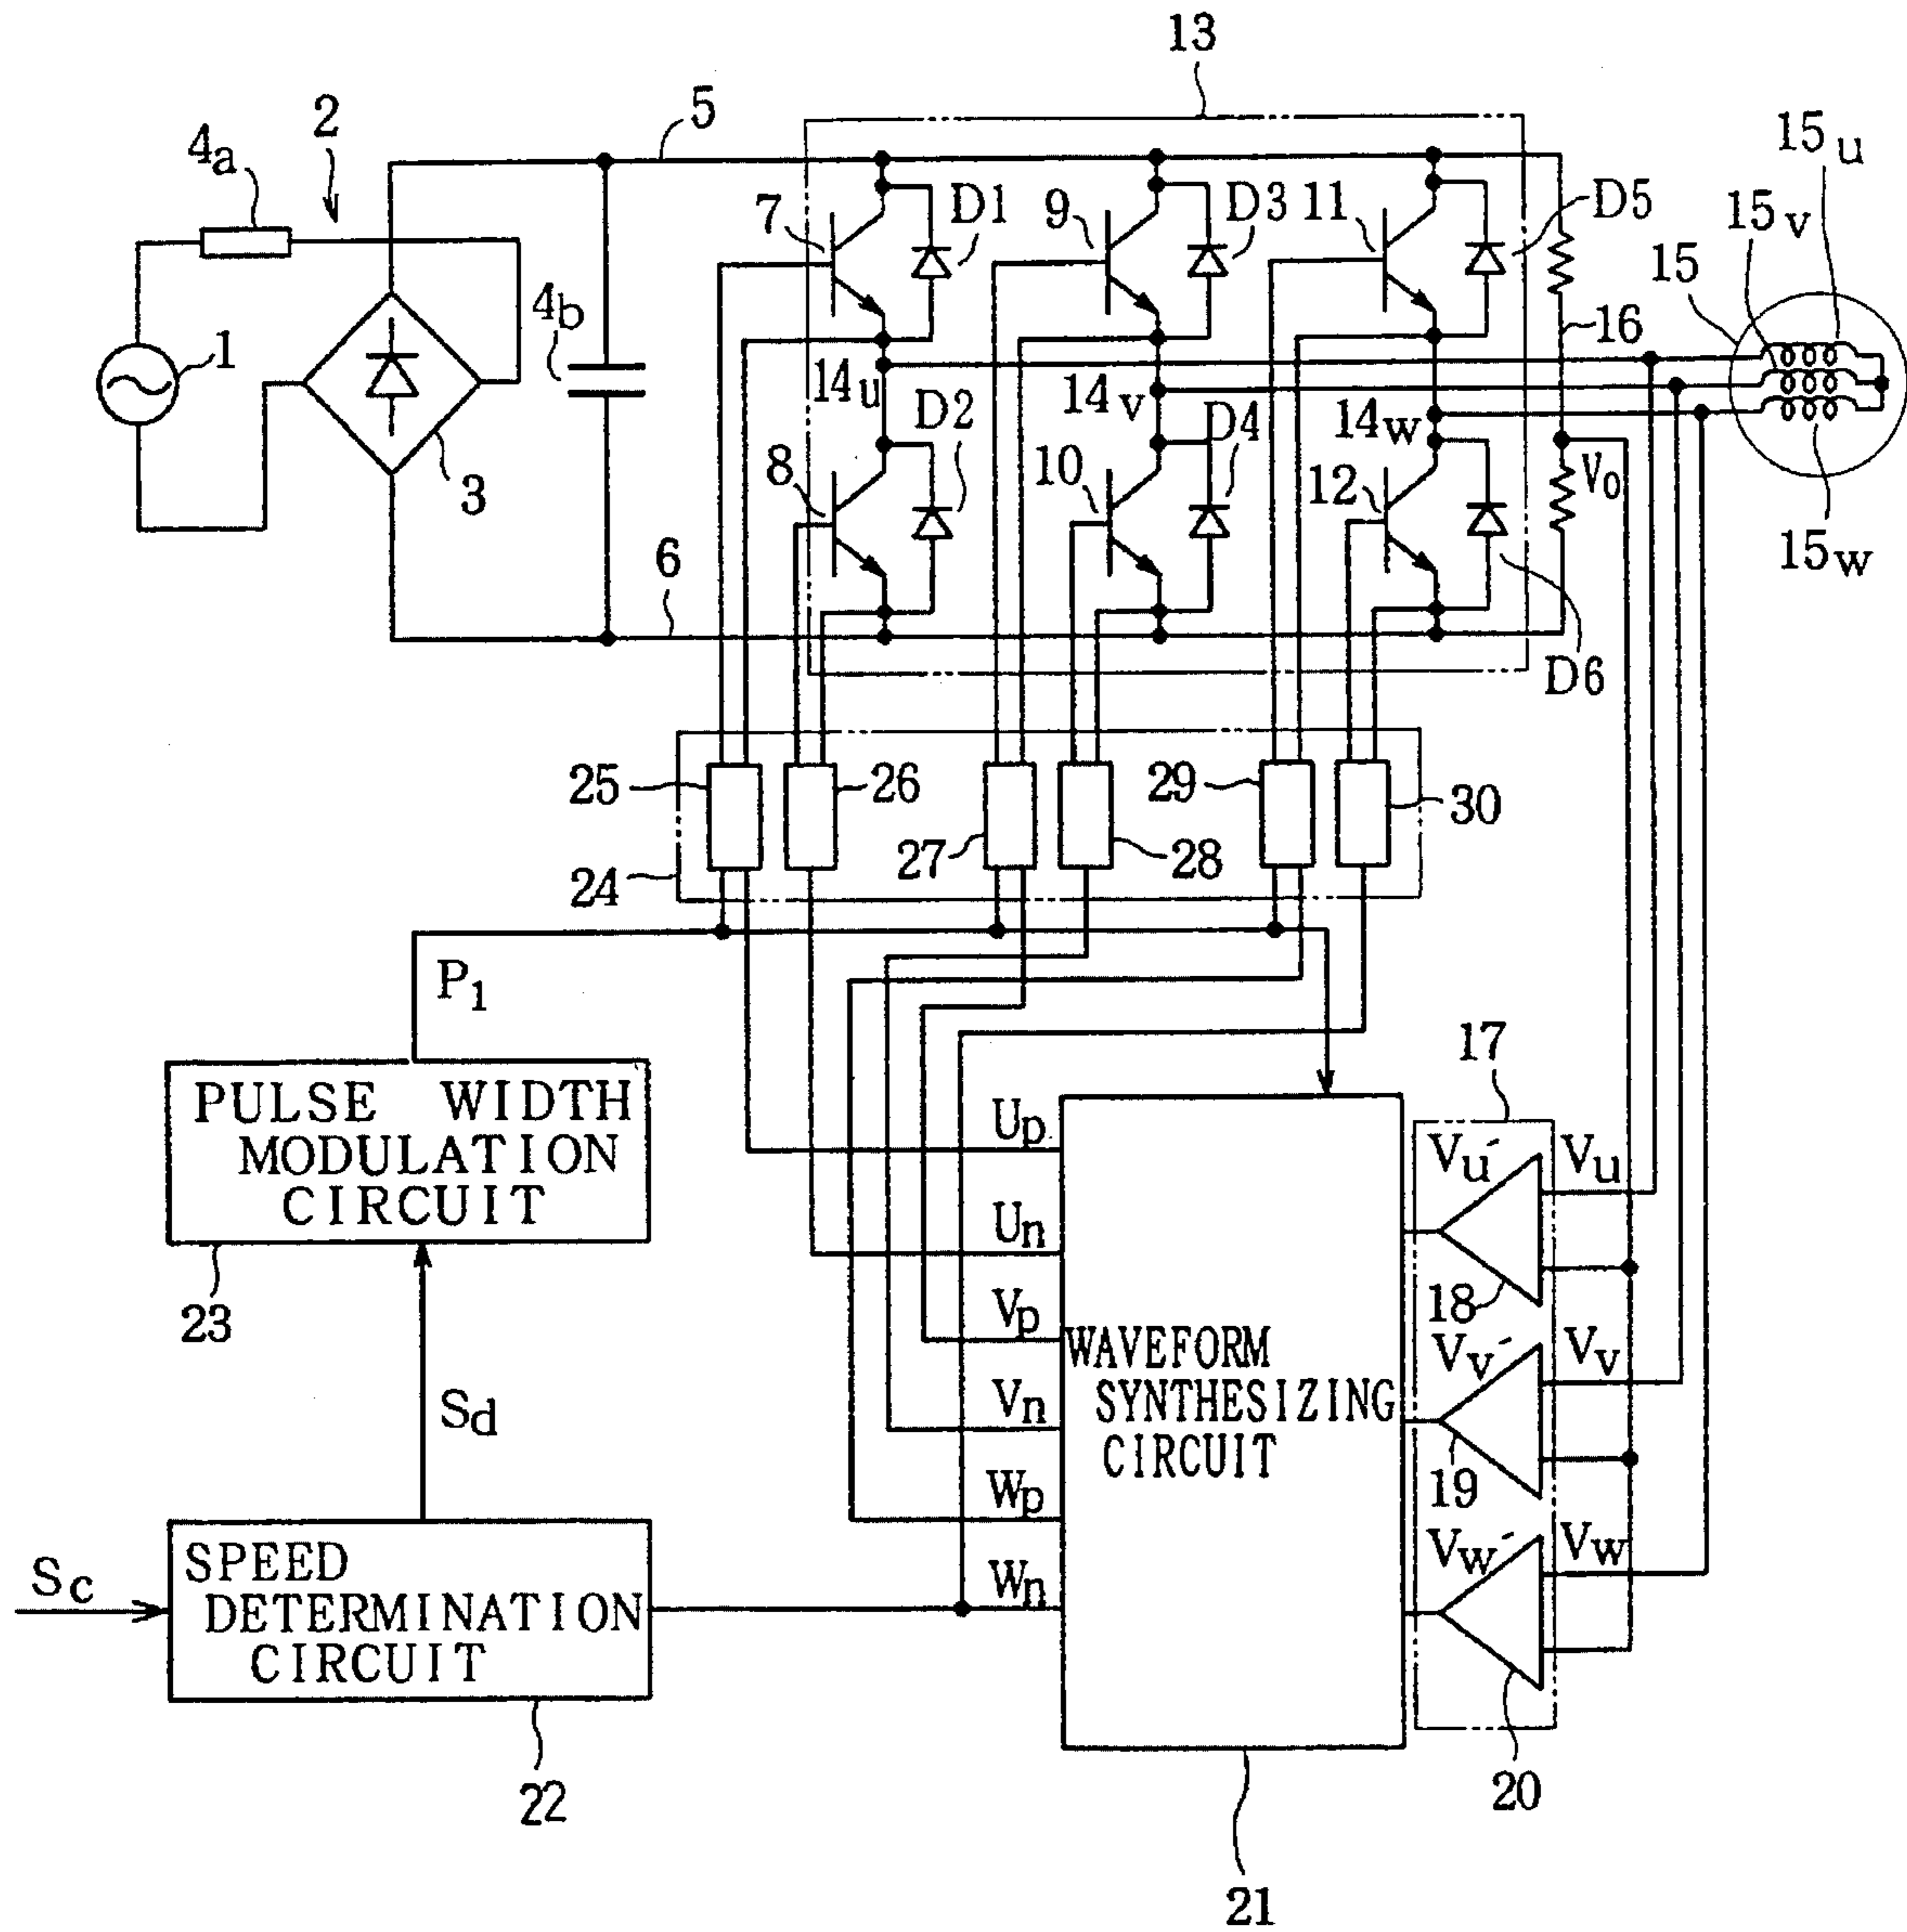 13
2
5
15u
4a
7
D1
9
D3
11
D5
15v
15
1
4b
16
14u
D2
14v
D4
14w
3
8
10
12
V0
15w
6
D6
25
26
27
28
29
30
24
P1
17
PULSE WIDTH
MODULATION
CIRCUIT
23
Up
Un
Vp
Vn
Wp
Wn
Vu´
Vu
18
WAVEFORM
SYNTHESIZING
CIRCUIT
Vv´
Vv
19
Sd
Vw´
Vw
Sc
SPEED
DETERMINATION
CIRCUIT
22
20
21